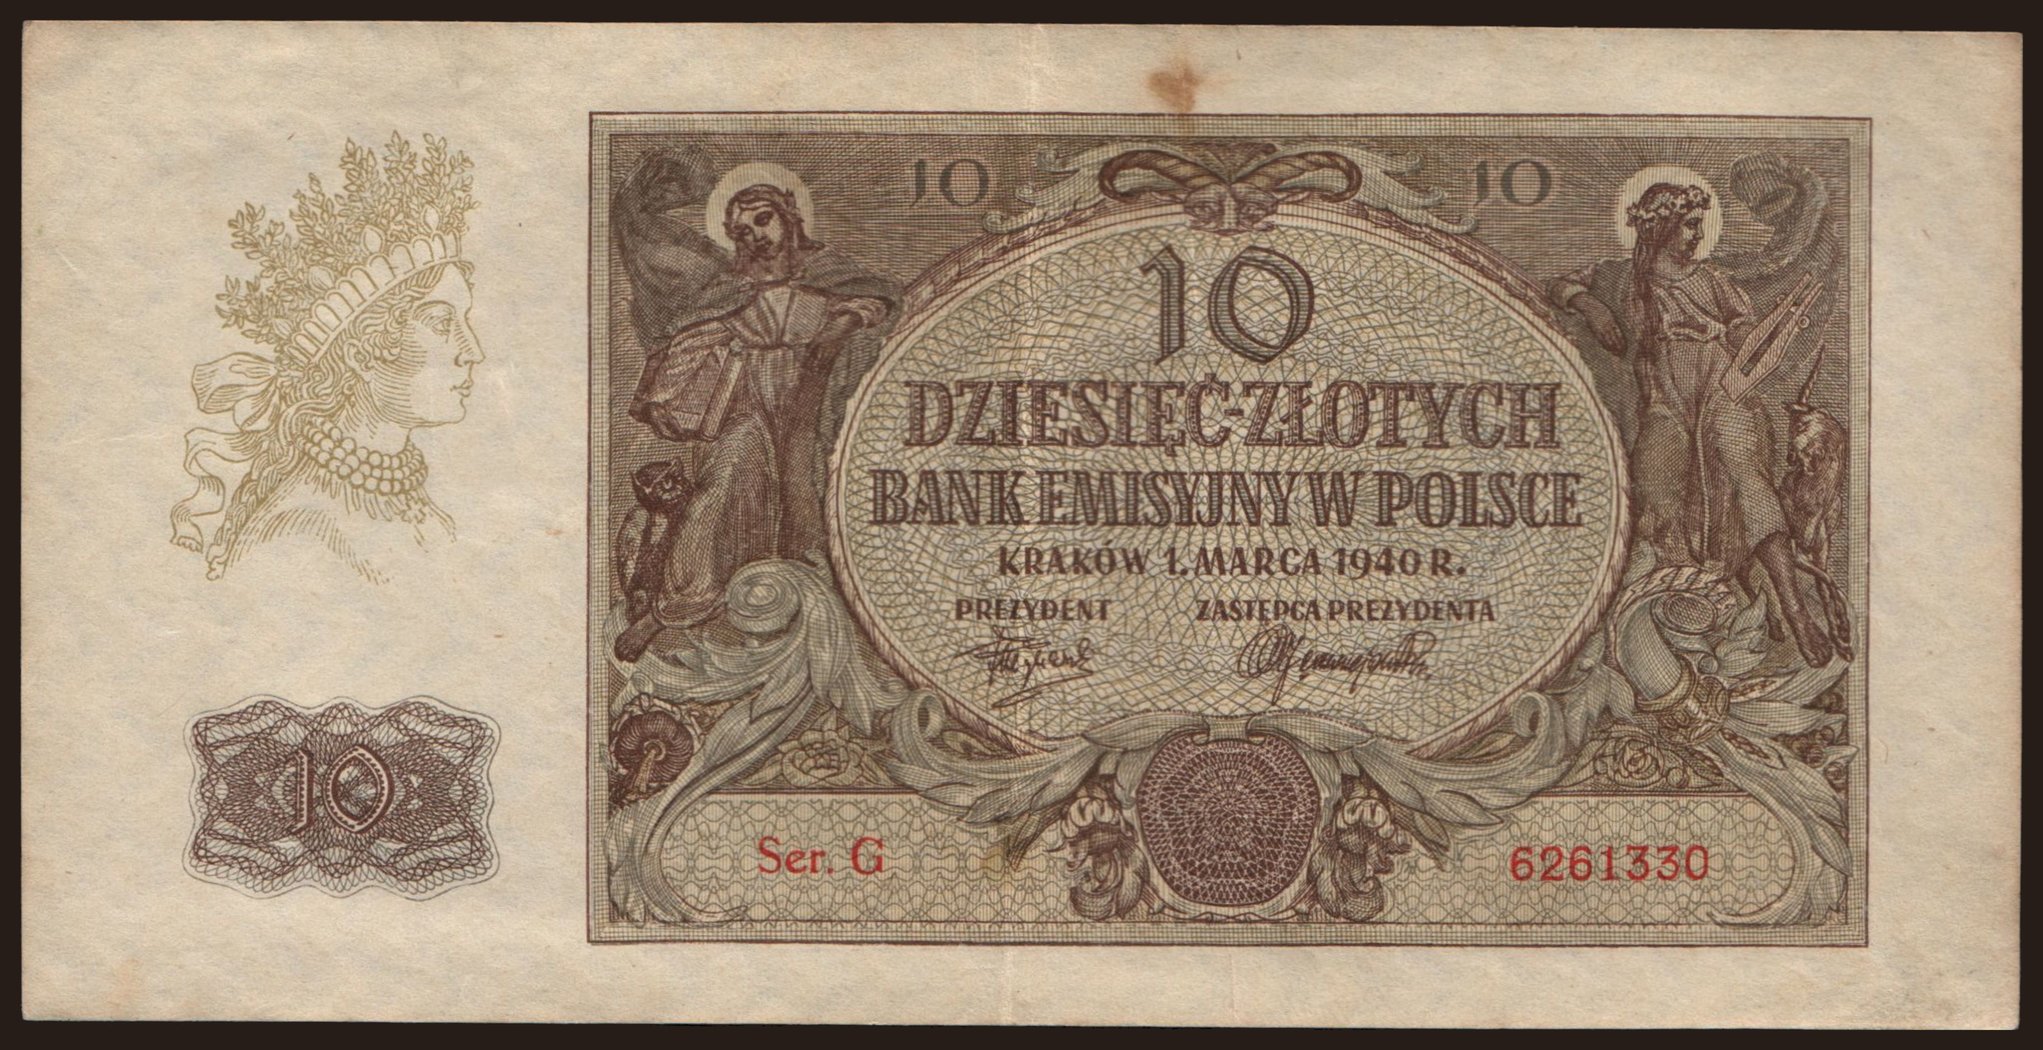 10 10
10
DZIESIĘĆ-ZŁOTYCH
BANK EMISYJNY W POLSCE
KRAKÓW 1. MARCA 1940 R.
PREZYDENT ZASTĘPCA PREZYDENTA
10
Ser. G 6261330